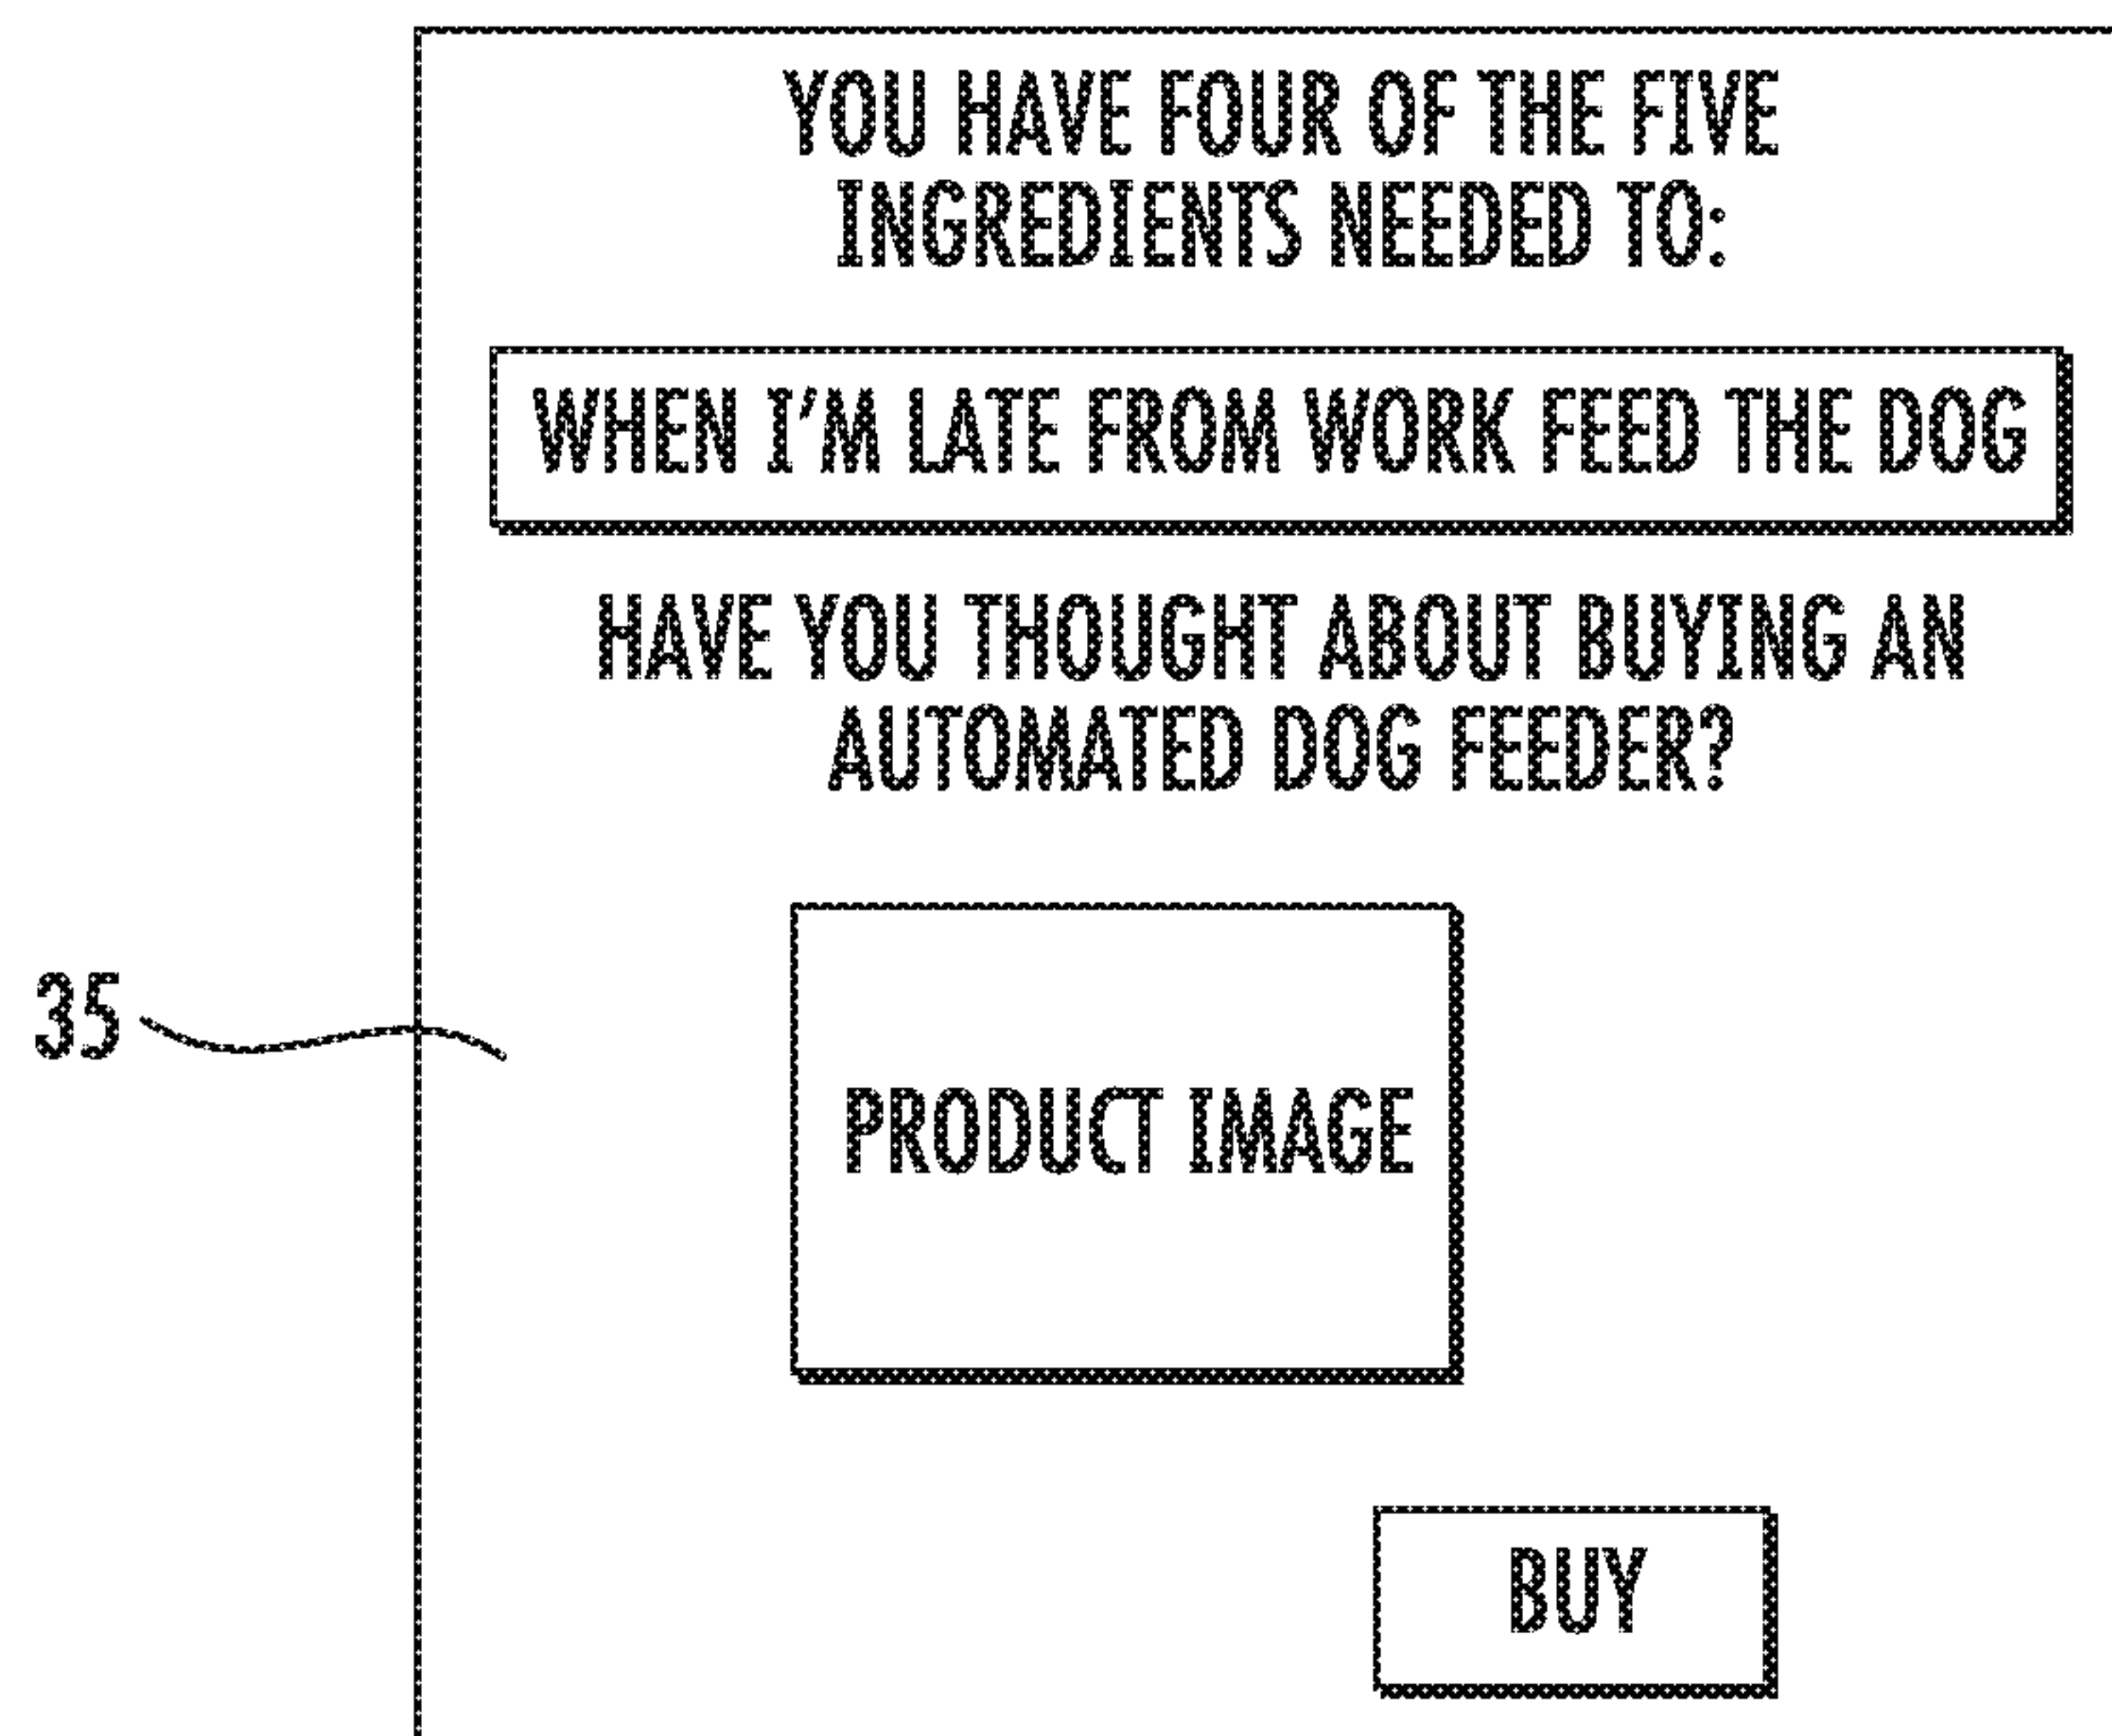 YOU HAVE FOUR OF THE FIVE
INGREDIENTS NEEDED TO:
WHEN I'M LATE FROM WORK FEED THE DOG
HAVE YOU THOUGHT ABOUT BUYING AN
AUTOMATED DOG FEEDER?
35
PRODUCT IMAGE
BUY